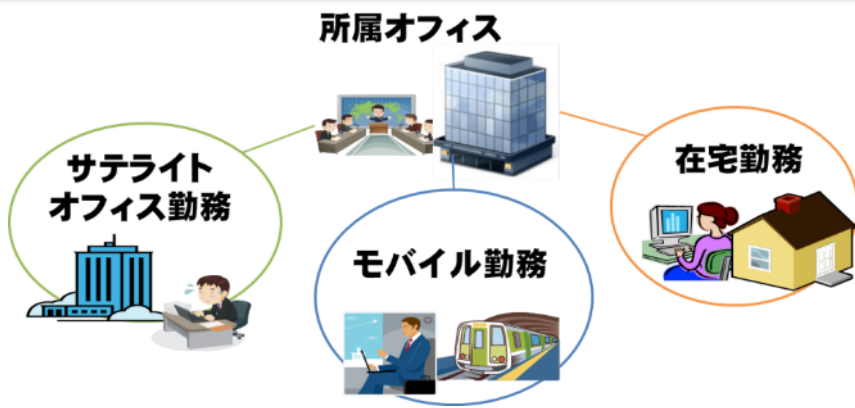 所属オフィス
サテライト
オフィス勤務
モバイル勤務
在宅勤務